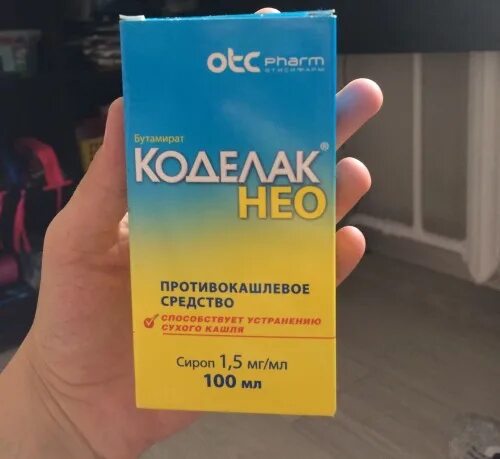 otc pharm
отисифарм
Бутамират
КОДЕЛАК®
НЕО
ПРОТИВОКАШЛЕВОЕ
СРЕДСТВО
СПОСОБСТВУЕТ УСТРАНЕНИЮ
СУХОГО КАШЛЯ
Сироп 1,5 мг/мл
100 мл